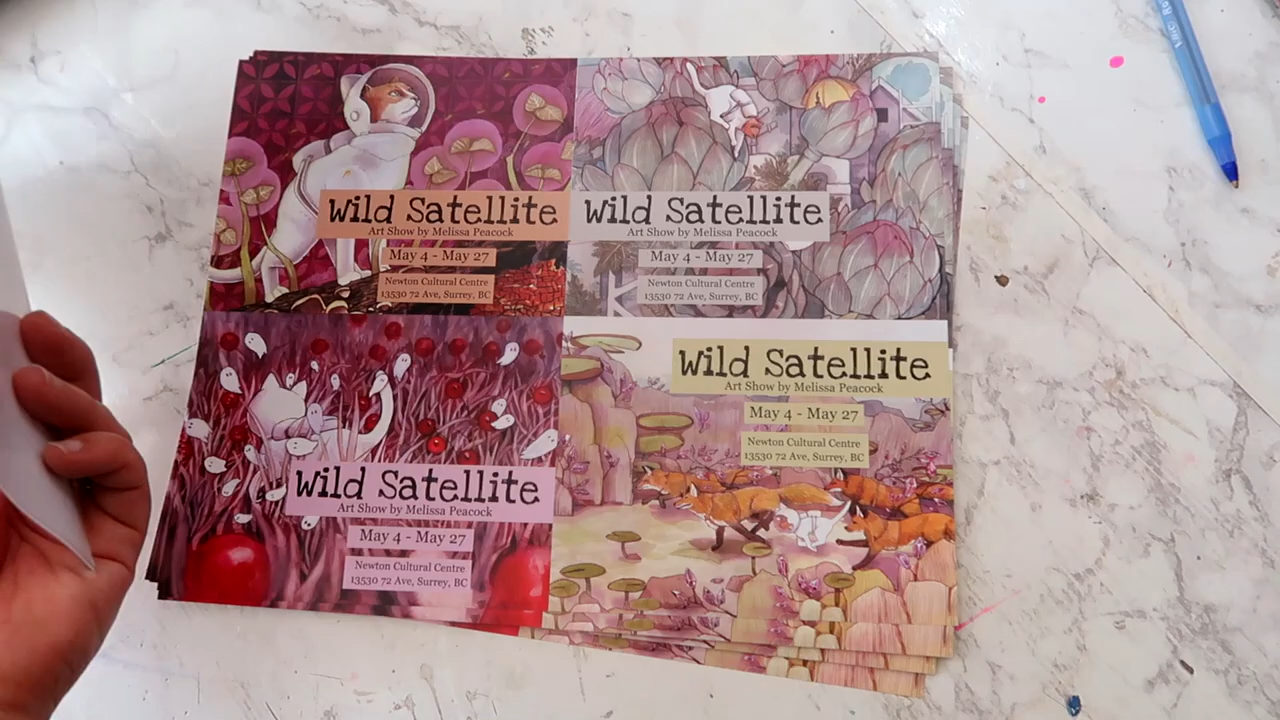 Wild Satellite
Art Show by Melissa Peacock
May 4 - May 27
Newton Cultural Centre
13530 72 Ave, Surrey, BC
Wild Satellite
Art Show by Melissa Peacock
May 4 - May 27
Newton Cultural Centre
13530 72 Ave, Surrey, BC
Wild Satellite
Art Show by Melissa Peacock
May 4 - May 27
Newton Cultural Centre
13530 72 Ave, Surrey, BC
Wild Satellite
Art Show by Melissa Peacock
May 4 - May 27
Newton Cultural Centre
13530 72 Ave, Surrey, BC